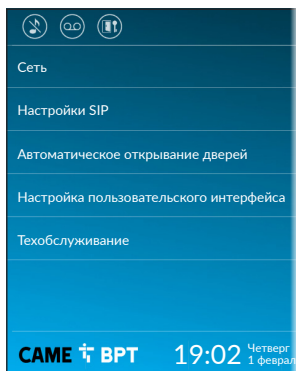 Сеть
Настройки SIP
Автоматическое открывание дверей
Настройка пользовательского интерфейса
Техобслуживание
CAME BPT
19:02
Четверг
1 феврал